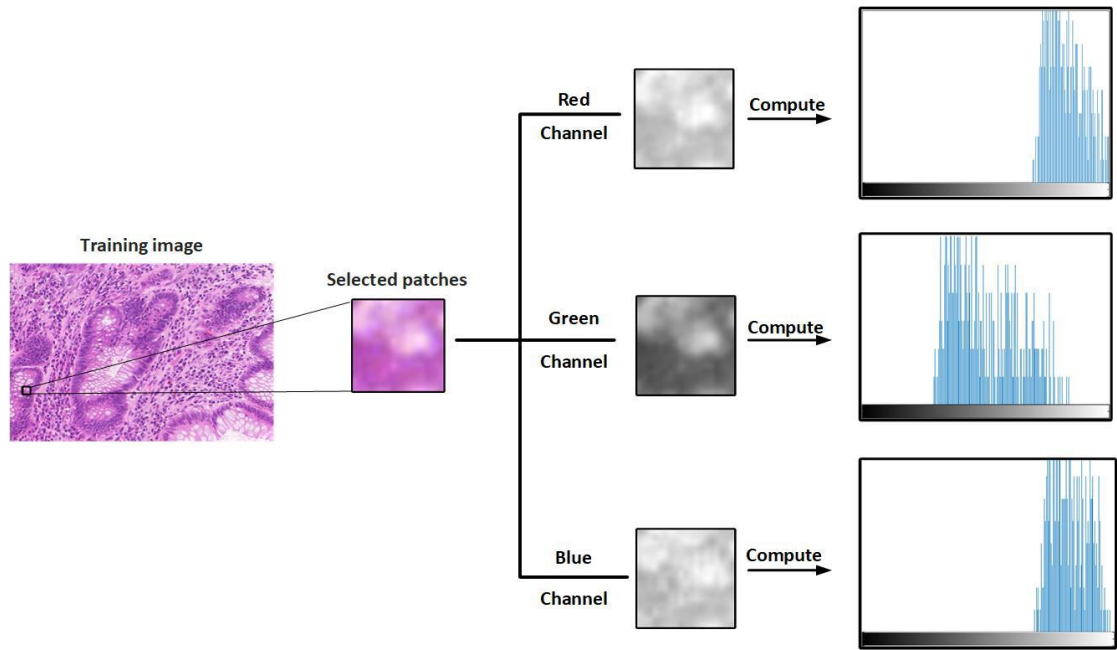 Training image
Selected patches
Red
Channel
Compute
Green
Channel
Compute
Blue
Channel
Compute